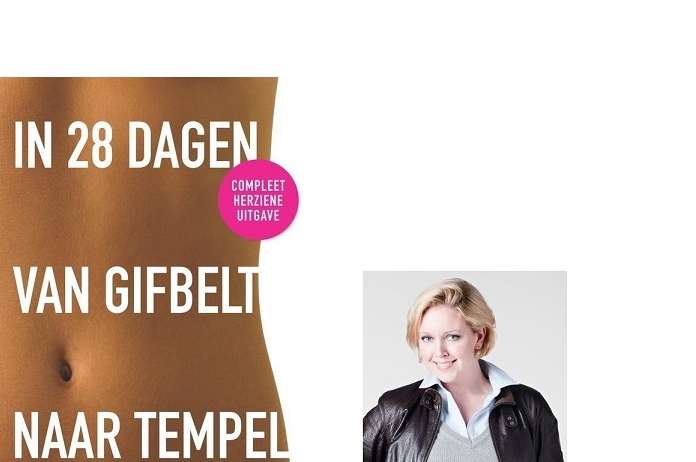 IN 28 DAGEN
COMPLEET
HERZIENE
UITGAVE
VAN GIFBELT
NAAR TEMPEL